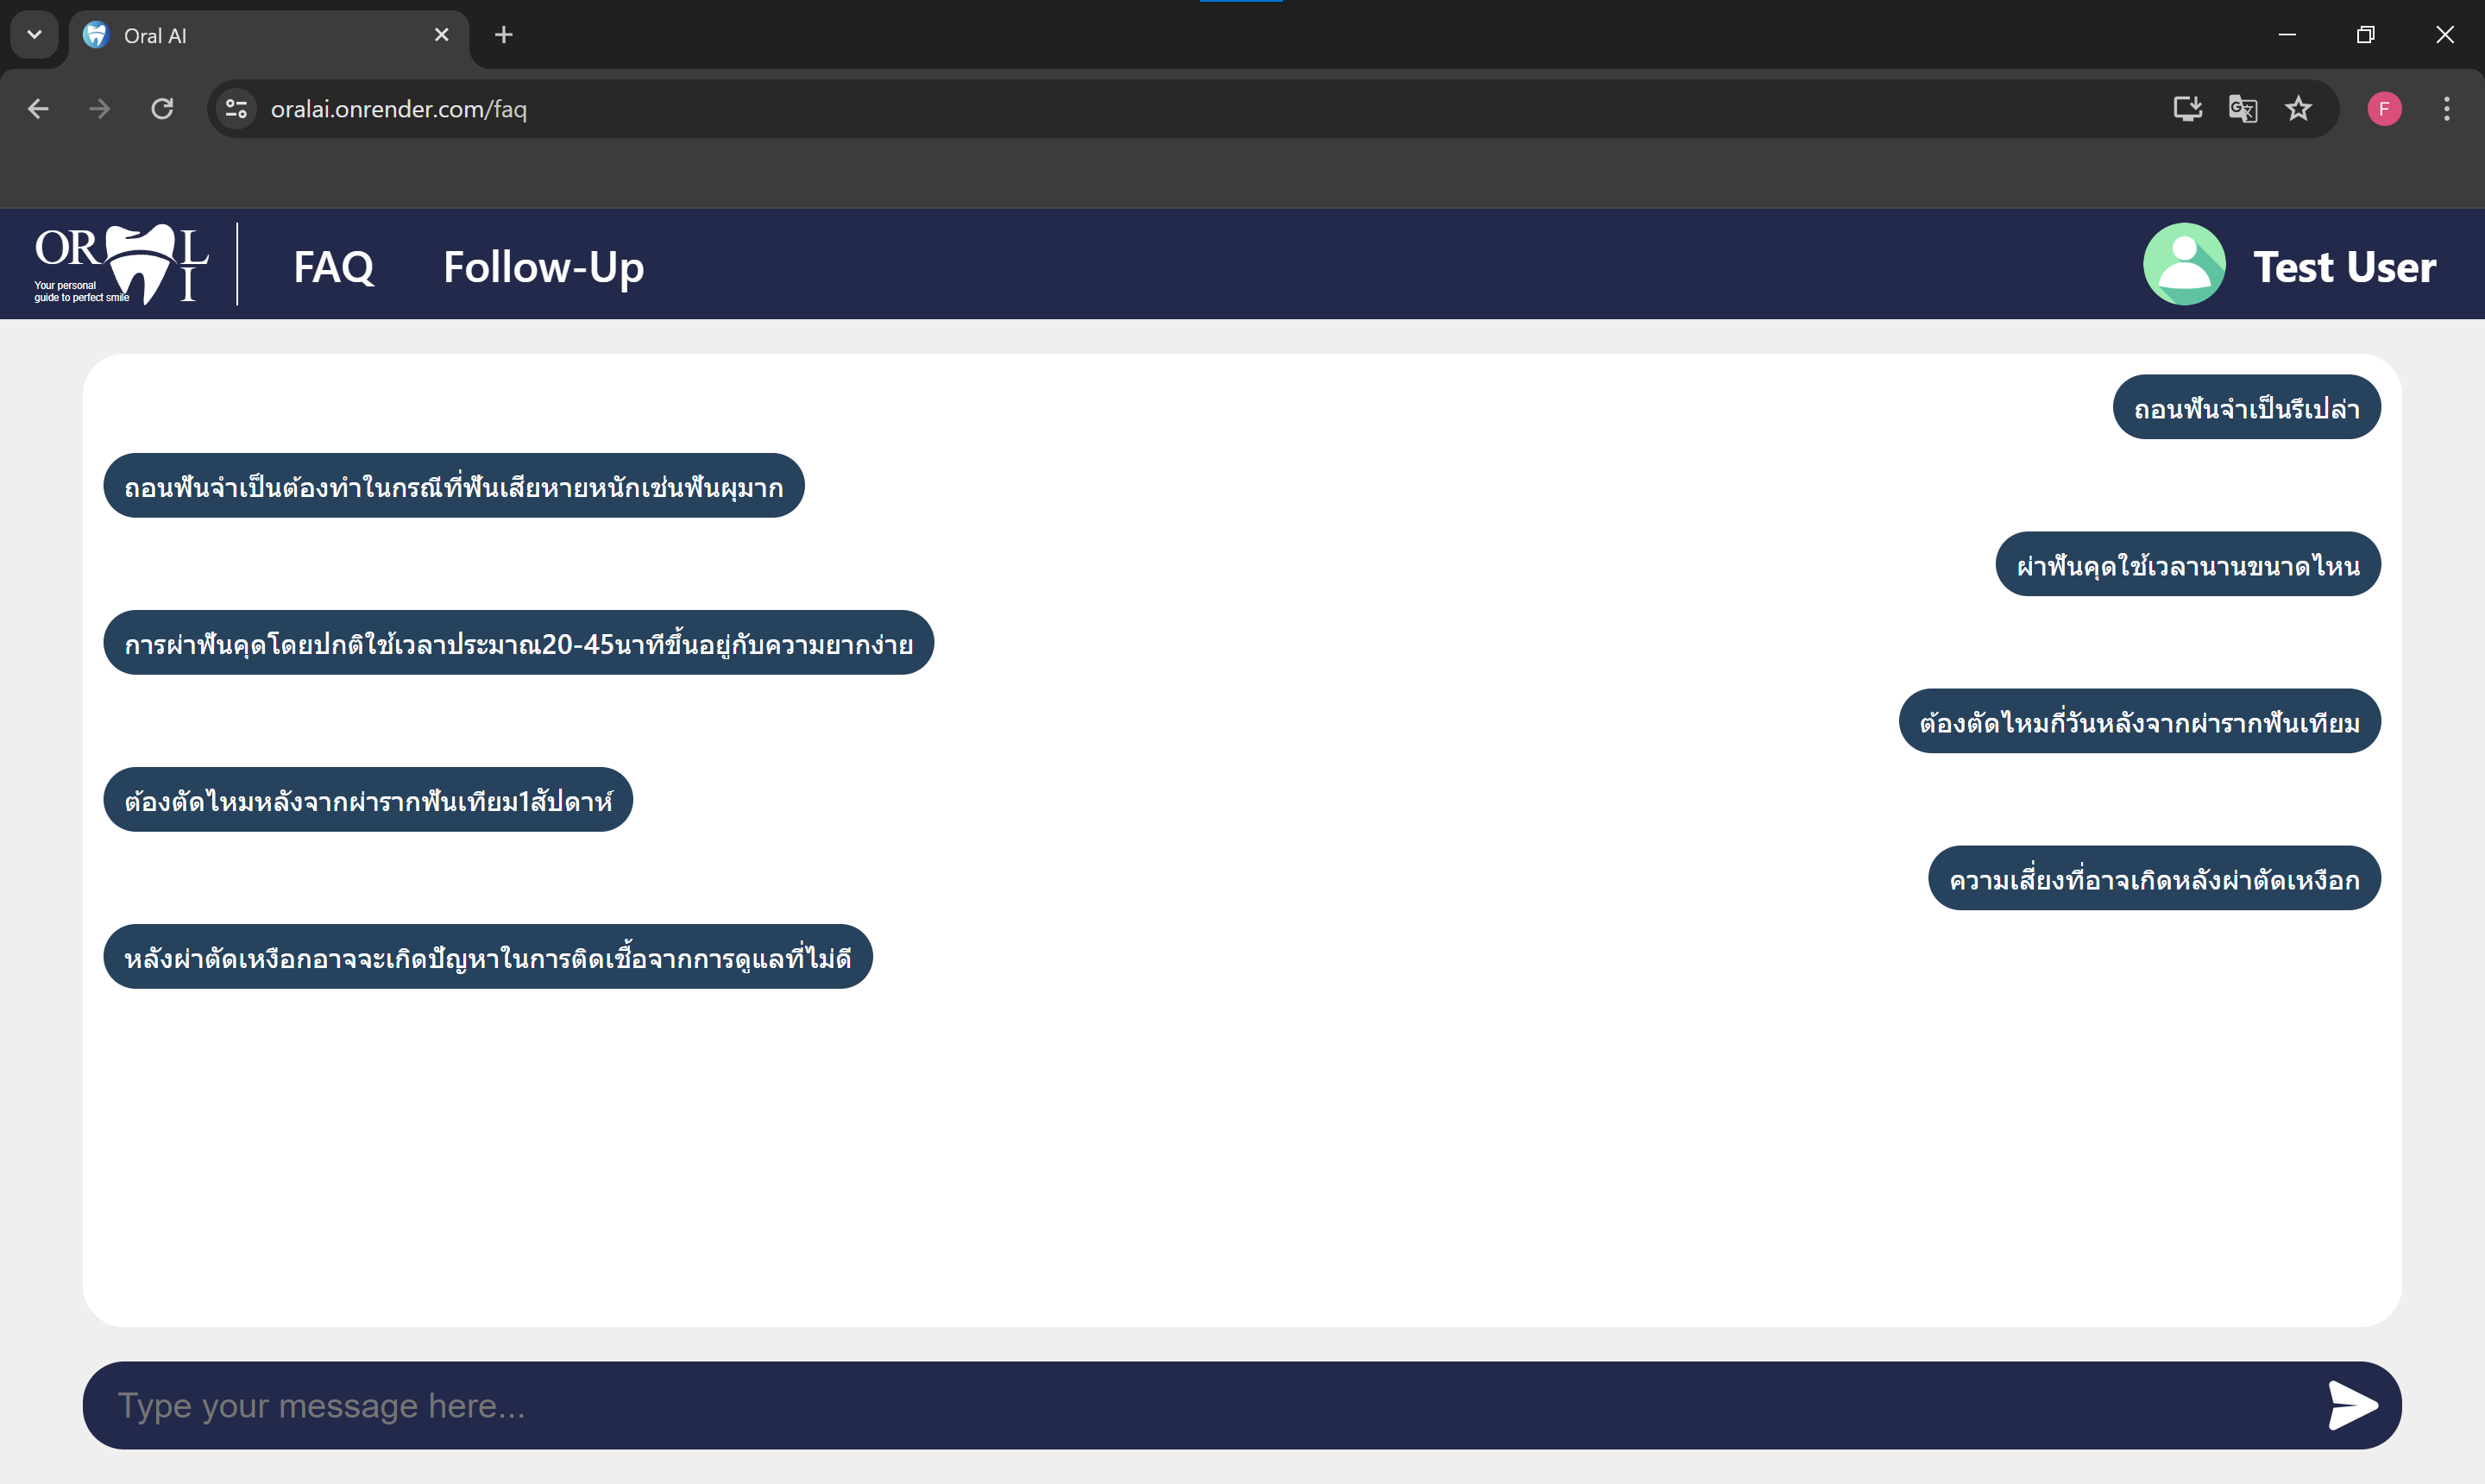 Oral AI
oralai.onrender.com/faq
F
ORAL
I
Your personal
guide to perfect smile
FAQ
Follow-Up
Test User
ถอนฟันจำเป็นรึเปล่า
ถอนฟันจำเป็นต้องทำในกรณีที่ฟันเสียหายหนักเช่นฟันผุมาก
ผ่าฟันคุดใช้เวลานานขนาดไหน
การผ่าฟันคุดโดยปกติใช้เวลาประมาณ20-45นาทีขึ้นอยู่กับความยากง่าย
ต้องตัดไหมกี่วันหลังจากผ่ารากฟันเทียม
ต้องตัดไหมหลังจากผ่ารากฟันเทียม1สัปดาห์
ความเสี่ยงที่อาจเกิดหลังผ่าตัดเหงือก
หลังผ่าตัดเหงือกอาจจะเกิดปัญหาในการติดเชื้อจากการดูแลที่ไม่ดี
Type your message here...